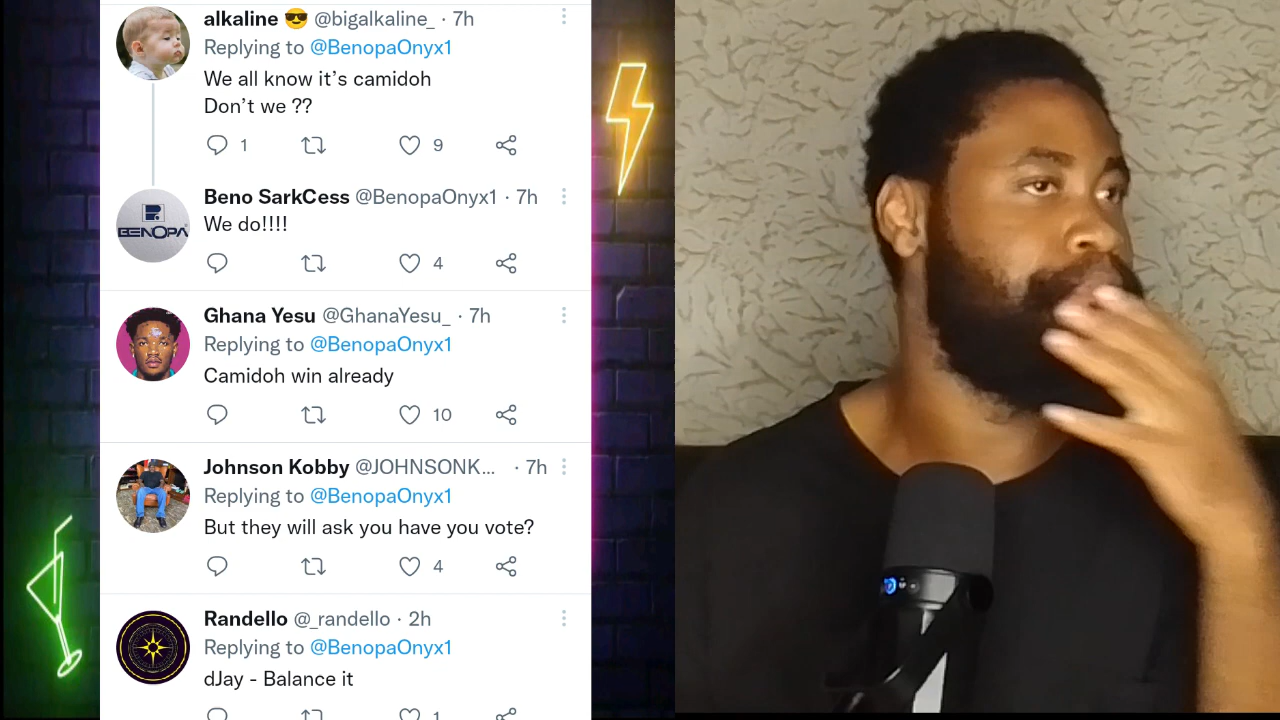 alkaline 😎 @bigalkaline_ · 7h
Replying to @BenopaOnyx1
We all know it’s camidoh
Don’t we ??
1 9
Beno SarkCess @BenopaOnyx1 · 7h
BENOPA
We do!!!!
4
Ghana Yesu @GhanaYesu_ · 7h
Replying to @BenopaOnyx1
Camidoh win already
10
Johnson Kobby @JOHNSONK... · 7h
Replying to @BenopaOnyx1
But they will ask you have you vote?
4
Randello @_randello · 2h
Replying to @BenopaOnyx1
dJay - Balance it
1